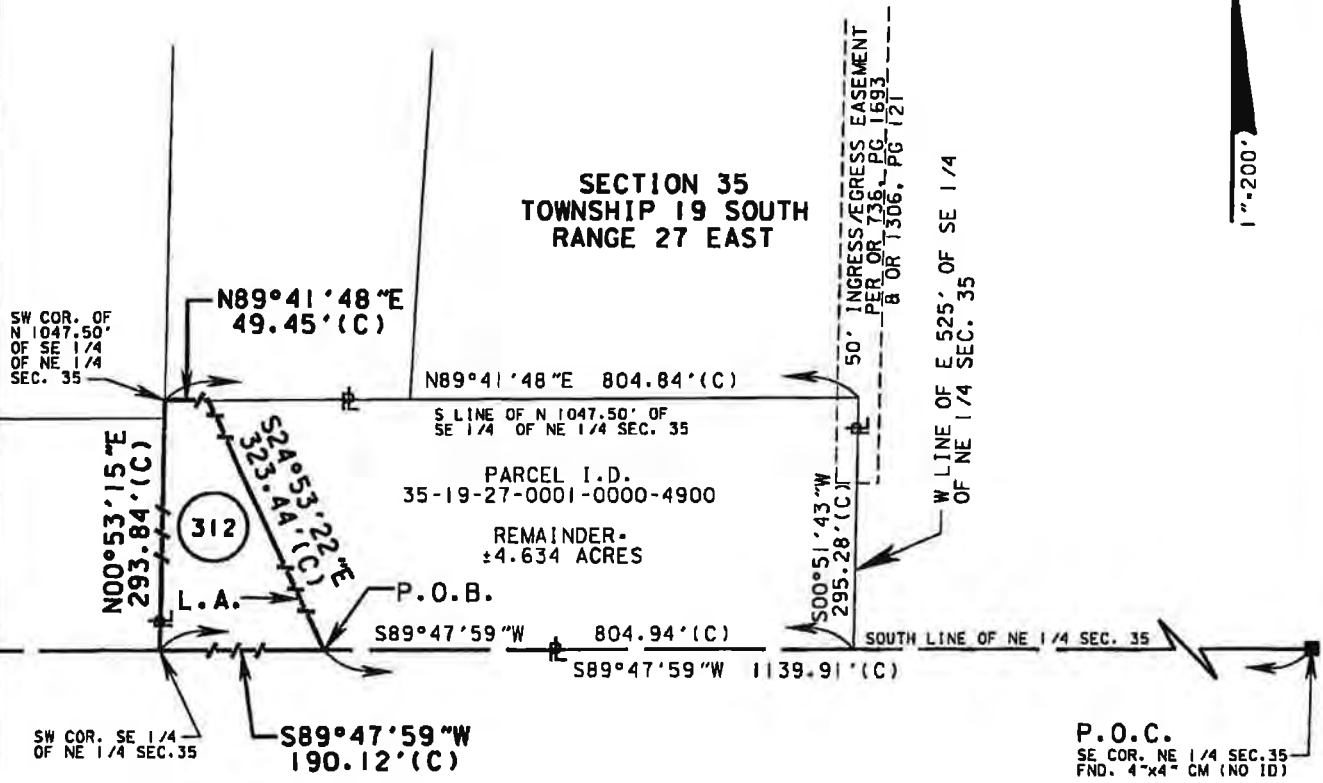 SECTION 35
TOWNSHIP 19 SOUTH
RANGE 27 EAST
50' INGRESS/EGRESS EASEMENT
PER OR 736, PG 1693
& OR 1306, PG 121
W LINE OF E 525' OF SE 1/4
OF NE 1/4 SEC. 35
1"=200'
SW COR. OF
N 1047.50'
OF SE 1/4
OF NE 1/4
SEC. 35
N89°41'48"E
49.45'(C)
N89°41'48"E 804.84'(C)
S LINE OF N 1047.50' OF
SE 1/4 OF NE 1/4 SEC. 35
N00°53'15"E
293.84'(C)
312
S24°53'22"E
323.44'(C)
PARCEL I.D.
35-19-27-0001-0000-4900
REMAINDER=
±4.634 ACRES
S00°51'43"W
295.28'(C)
L.A.
P.O.B.
S89°47'59"W 804.94'(C)
SOUTH LINE OF NE 1/4 SEC. 35
S89°47'59"W 1139.91'(C)
SW COR. SE 1/4
OF NE 1/4 SEC.35
S89°47'59"W
190.12'(C)
P.O.C.
SE COR. NE 1/4 SEC.35
FND. 4"x4" CM (NO ID)
PL
PL
PL
PL